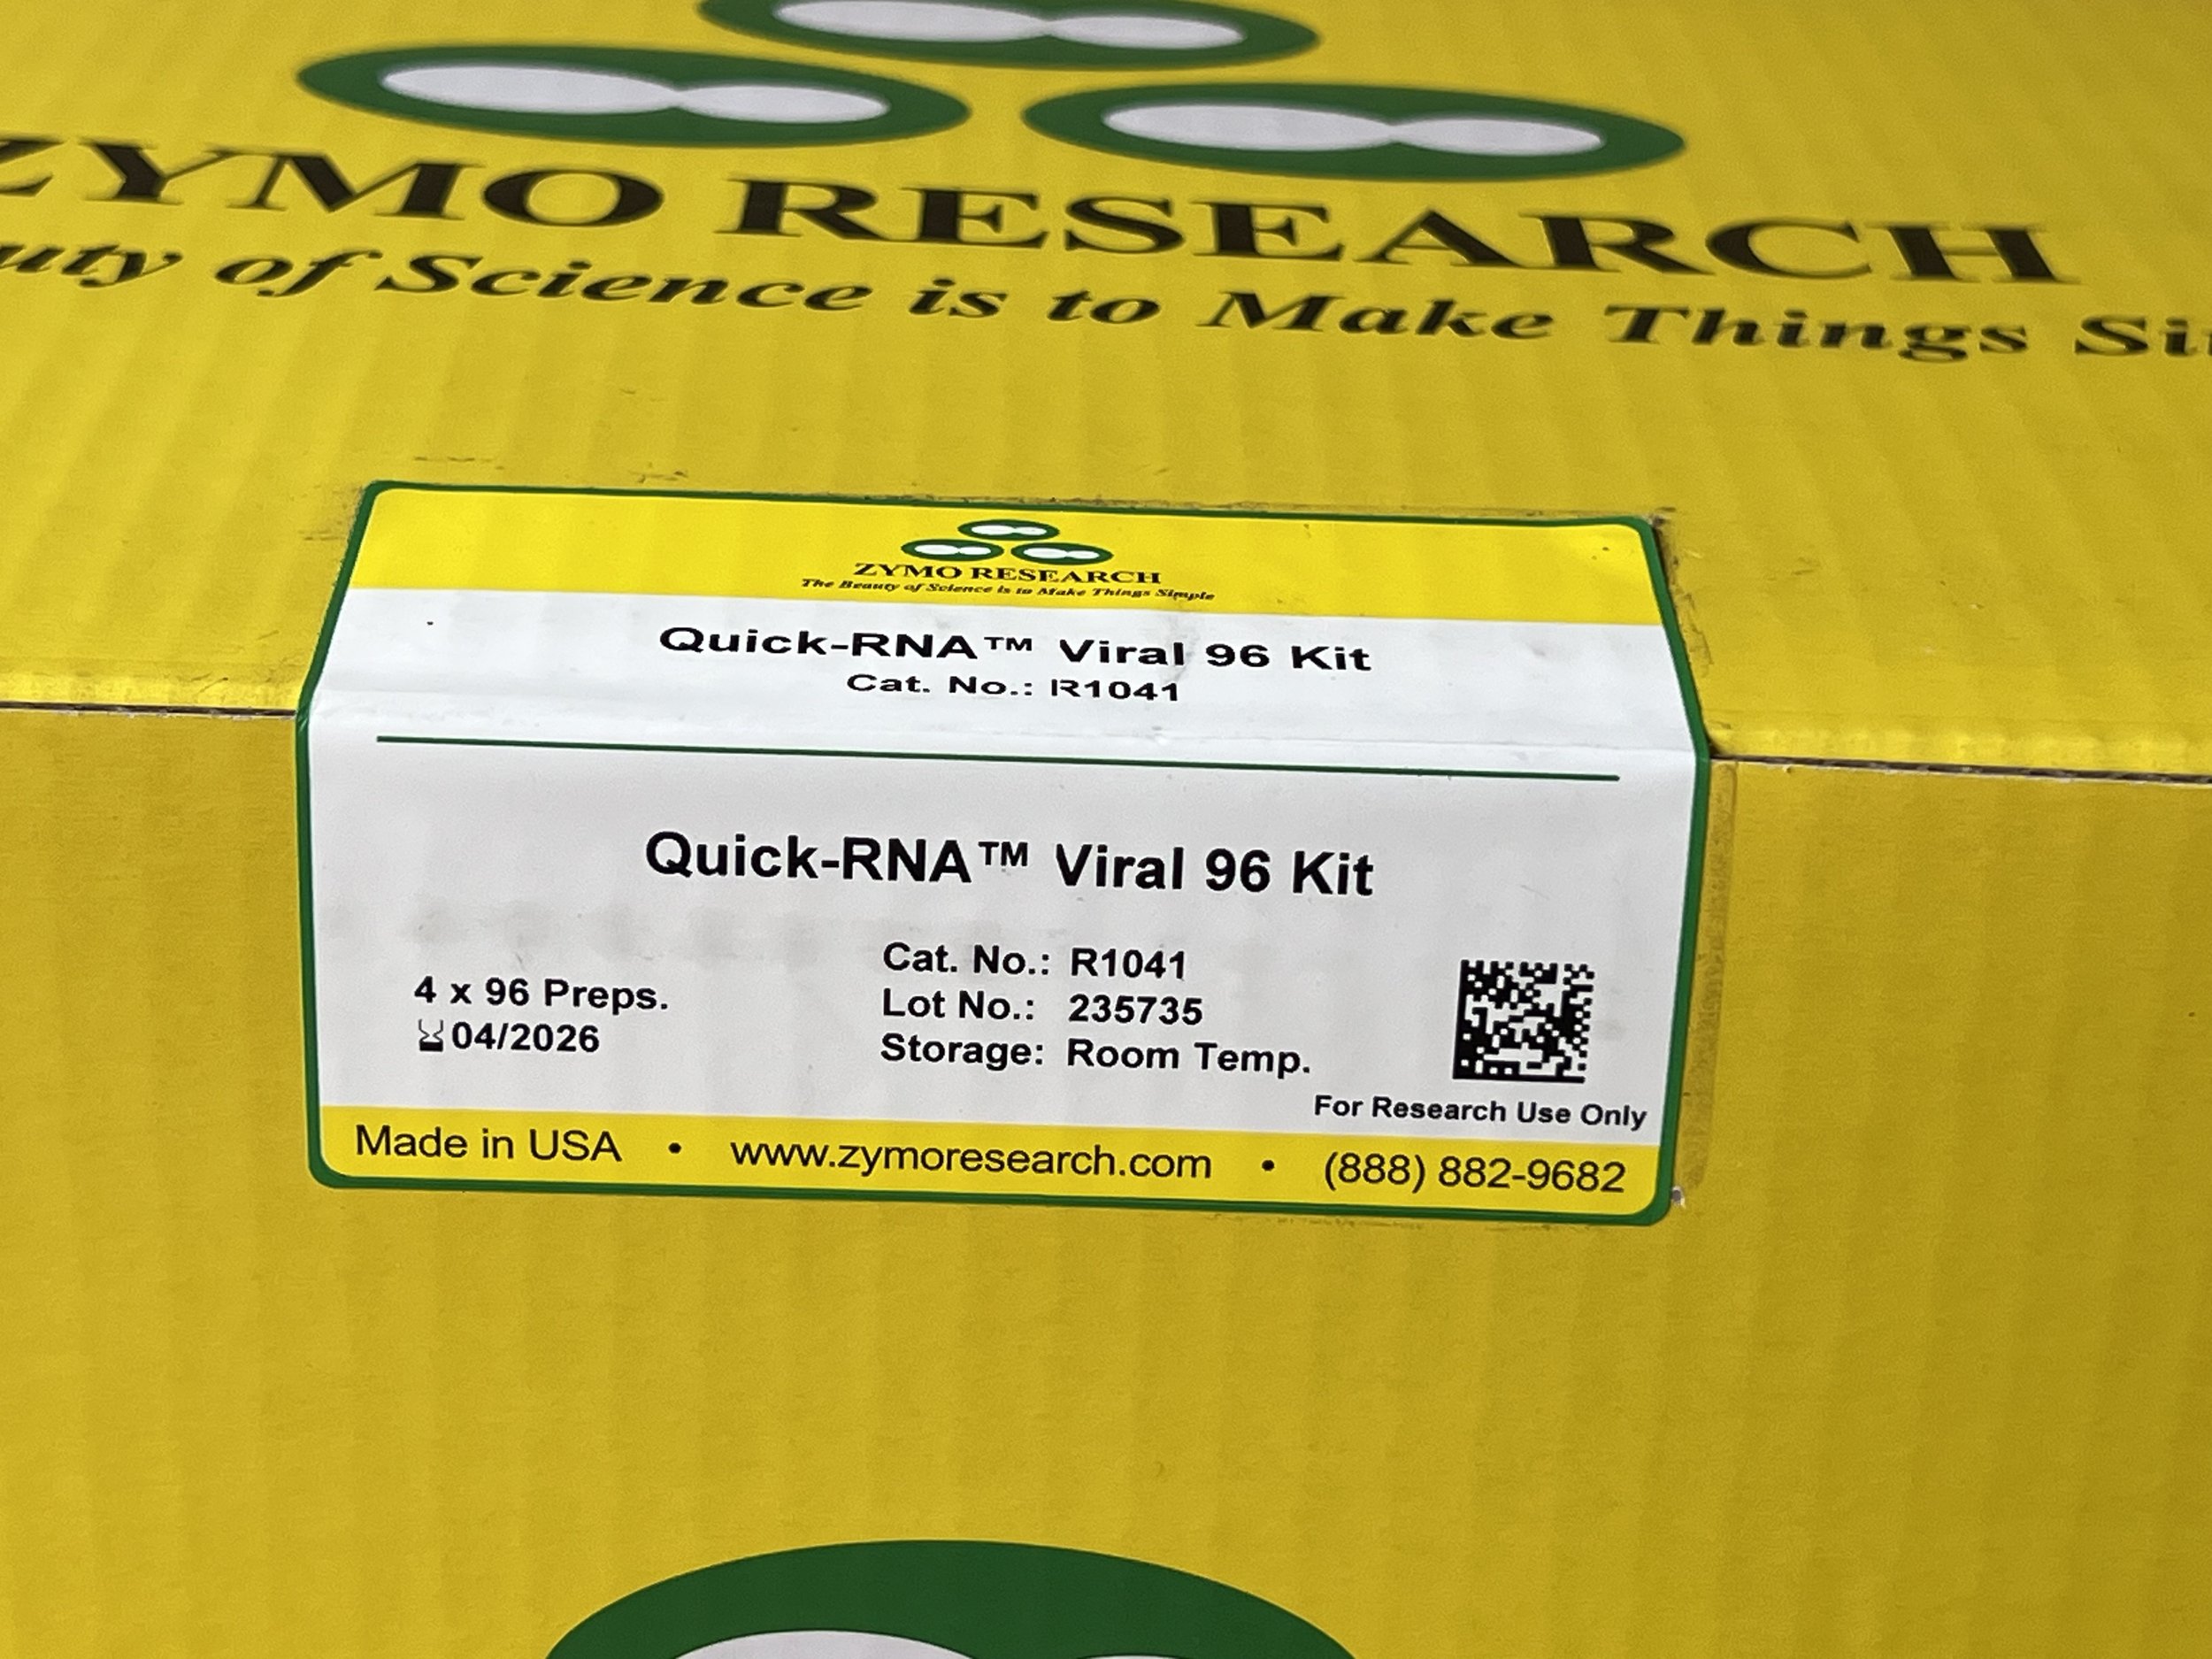 ZYMO RESEARCH
of Science is to Make Things
ZYMO RESEARCH
The Beauty of Science is to Make Things Simple
Quick-RNA™ Viral 96 Kit
Cat. No.: R1041
Quick-RNA™ Viral 96 Kit
4 x 96 Preps.
04/2026
Cat. No.: R1041
Lot No.: 235735
Storage: Room Temp.
For Research Use Only
Made in USA • www.zymoresearch.com • (888) 882-9682